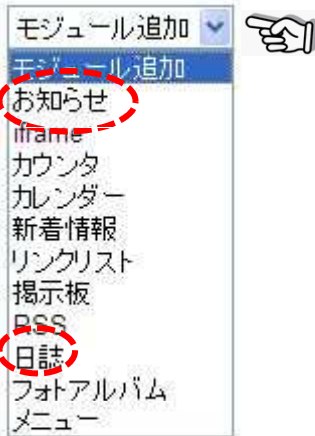 モジュール追加
モジュール追加
お知らせ
iframe
カウンタ
カレンダー
新着情報
リンクリスト
掲示板
RSS
日誌
フォトアルバム
メニュー